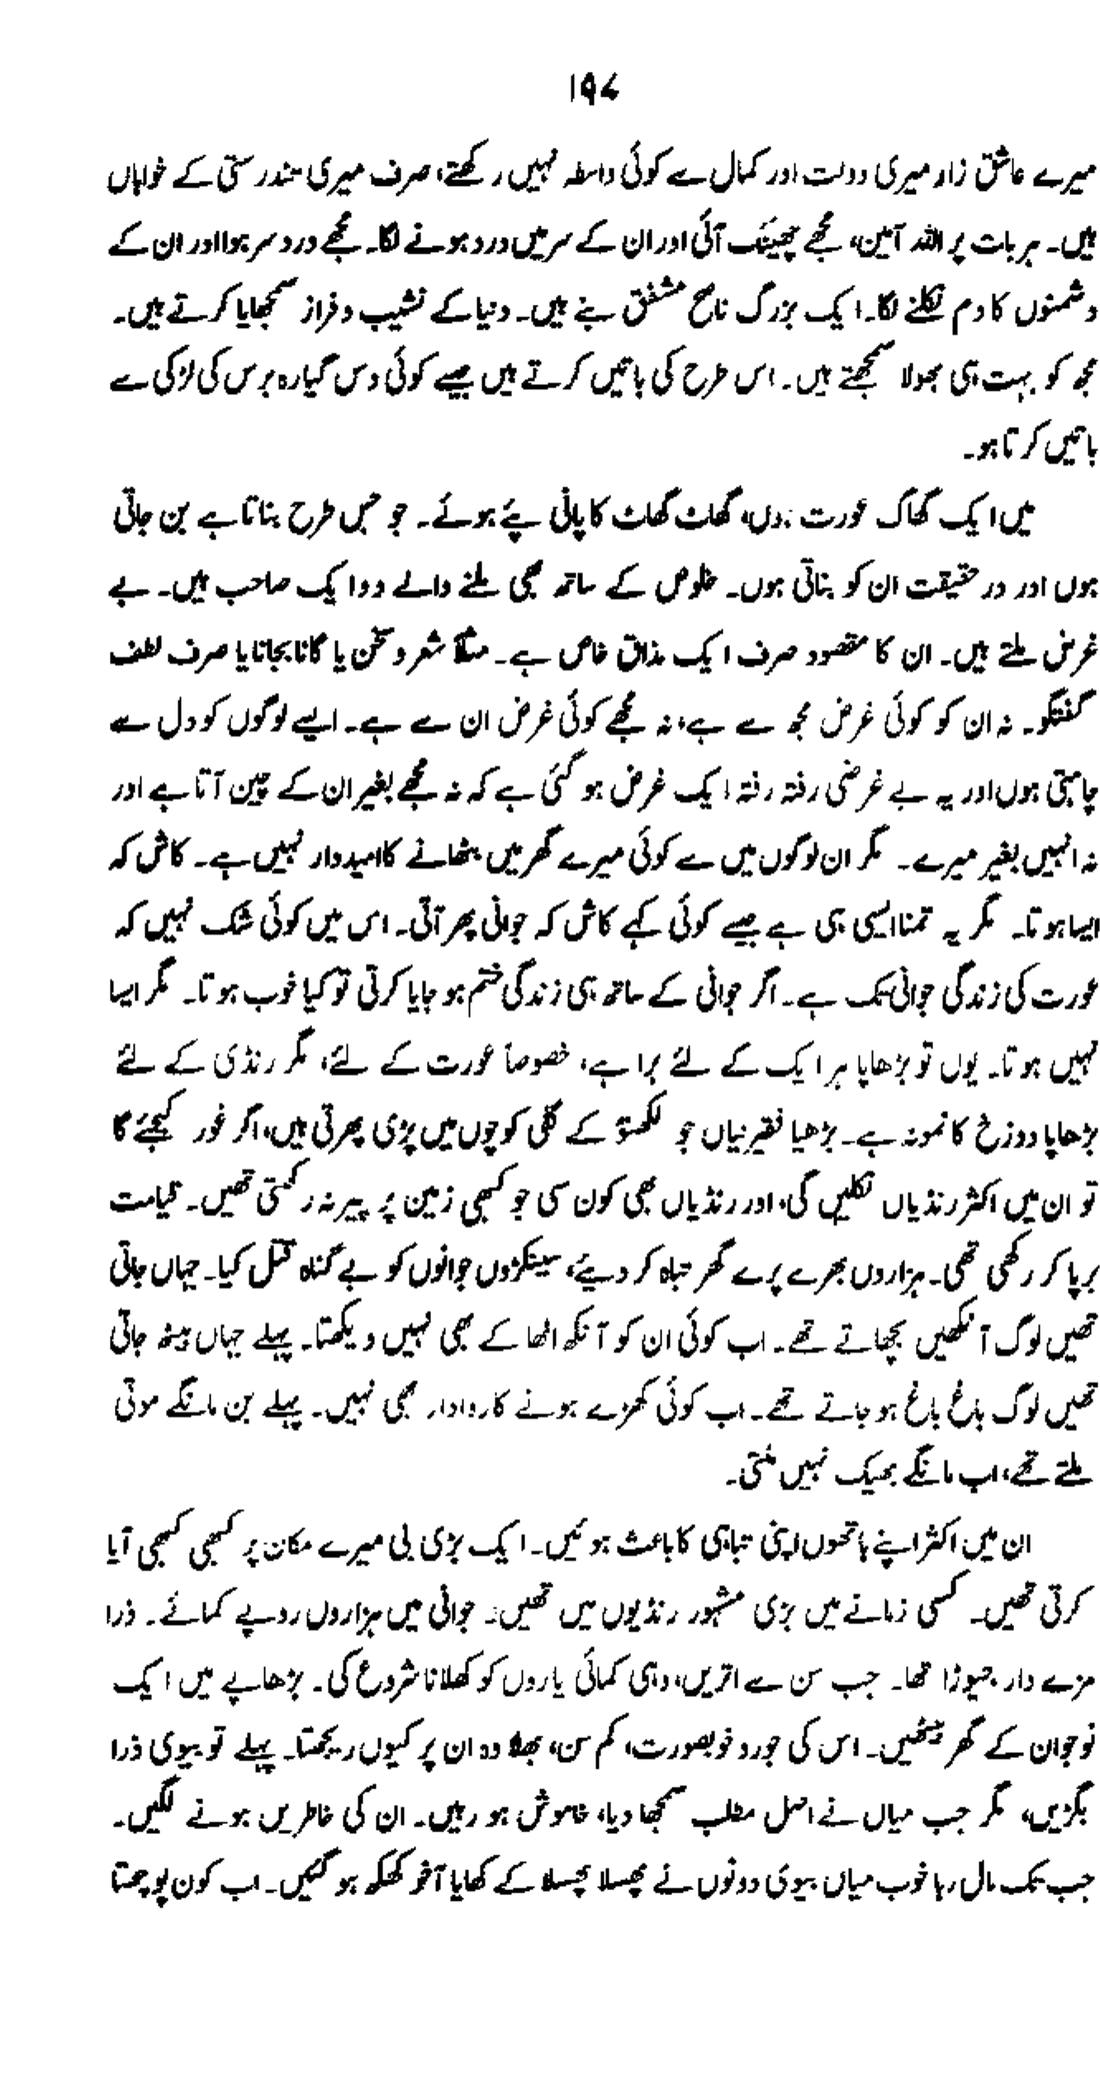 ۱۹۷
میرے عاشق زار میری دولت اور کمال سے کوئی واسطہ نہیں رکھتے، صرف میری تندرستی کے خواہاں
ہیں۔ ہر بات پر اللہ آمین، مجھے چھینک آئی اور ان کے سر میں درد ہونے لگا۔ مجھے درد سر ہوا اور ان کے
دشمنوں کا دم نکلنے لگا۔ ایک بزرگ ناصح مشفق بنے ہیں۔ دنیا کے نشیب و فراز سمجھایا کرتے ہیں۔
مجھ کو بہت ہی بھولا سمجھتے ہیں۔ اس طرح کی باتیں کرتے ہیں جیسے کوئی دس گیارہ برس کی لڑکی سے
باتیں کرتا ہو۔
میں ایک گھاگ عورت ہوں، گھاٹ گھاٹ کا پانی پئے ہوئے۔ جو جس طرح بناتا ہے بن جاتی
ہوں اور در حقیقت ان کو بناتی ہوں۔ خلوص کے ساتھ بھی ملنے والے دو ایک صاحب ہیں۔ بے
غرض ملتے ہیں۔ ان کا مقصود صرف ایک مذاق خاص ہے۔ مثلاً شعر و سخن یا گانا بجانا یا صرف لطف
گفتگو۔ نہ ان کو کوئی غرض مجھ سے ہے، نہ مجھے کوئی غرض ان سے ہے۔ ایسے لوگوں کو دل سے
چاہتی ہوں اور یہ بے غرضی رفتہ رفتہ ایک غرض ہو گئی ہے کہ نہ مجھے بغیر ان کے چین آتا ہے اور
نہ انہیں بغیر میرے۔ مگر ان لوگوں میں سے کوئی میرے گھر میں بٹھانے کا امیدوار نہیں ہے۔ کاش کہ
ایسا ہوتا۔ مگر یہ تمنا ایسی ہی ہے جیسے کوئی کہے کاش کہ جوانی پھر آتی۔ اس میں کوئی شک نہیں کہ
عورت کی زندگی جوانی تک ہے۔ اگر جوانی کے ساتھ ہی زندگی ختم ہو جایا کرتی تو کیا خوب ہوتا۔ مگر ایسا
نہیں ہوتا۔ یوں تو بڑھاپا ہر ایک کے لئے برا ہے، خصوصاً عورت کے لئے، مگر رنڈی کے لئے
بڑھاپا دوزخ کا نمونہ ہے۔ بڑھیا فقیرنیاں جو لکھنؤ کے گلی کوچوں میں پڑی پھرتی ہیں، اگر غور کیجئے گا
تو ان میں اکثر رنڈیاں نکلیں گی، اور رنڈیاں بھی کون سی جو کبھی زمین پر پیر نہ رکھتی تھیں۔ قیامت
برپا کر رکھی تھی۔ ہزاروں بھرے پرے گھر تباہ کر دیئے، سینکڑوں جوانوں کو بے گناہ قتل کیا۔ جہاں جاتی
تھیں لوگ آنکھیں بچھاتے تھے۔ اب کوئی ان کو آنکھ اٹھا کے بھی نہیں دیکھتا۔ پہلے جہاں بیٹھ جاتی
تھیں لوگ باغ باغ ہو جاتے تھے۔ اب کوئی کھڑے ہونے کا روادار بھی نہیں۔ پہلے بن مانگے موتی
ملتے تھے، اب مانگے بھیک نہیں ملتی۔
ان میں اکثر اپنے ہاتھوں اپنی تباہی کا باعث ہوئیں۔ ایک بڑی بی میرے مکان پر کبھی کبھی آیا
کرتی تھیں۔ کسی زمانے میں بڑی مشہور رنڈیوں میں تھیں۔ جوانی میں ہزاروں روپے کمائے۔ ذرا
مزے دار جیوڑا تھا۔ جب سن سے اتریں، وہی کمائی یاروں کو کھلانا شروع کی۔ بڑھاپے میں ایک
نوجوان کے گھر بیٹھیں۔ اس کی جورو خوبصورت، کم سن، بھلا وہ ان پر کیوں ریجھتا۔ پہلے تو بیوی ذرا
بگڑیں، مگر جب میاں نے اصل مطلب سمجھا دیا، خاموش ہو رہیں۔ ان کی خاطریں ہونے لگیں۔
جب تک مال رہا خوب میاں بیوی دونوں نے پھسلا پھسلا کے کھایا آخر کھکھ ہو گئیں۔ اب کون پوچھتا